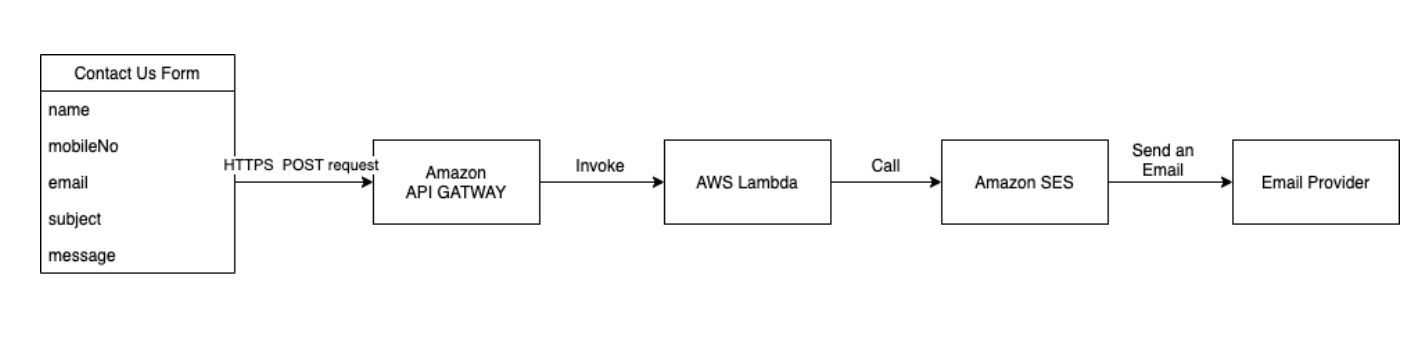 Contact Us Form
name
mobileNo
email
subject
message
HTTPS  POST request
Amazon
API GATWAY
Invoke
AWS Lambda
Call
Amazon SES
Send an
Email
Email Provider